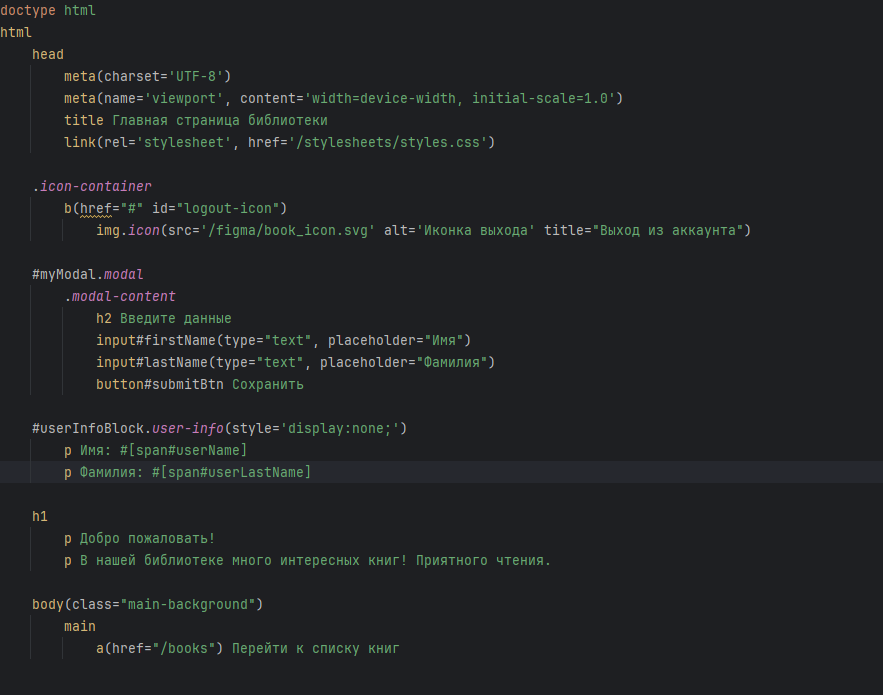 doctype html
html
    head
        meta(charset='UTF-8')
        meta(name='viewport', content='width=device-width, initial-scale=1.0')
        title Главная страница библиотеки
        link(rel='stylesheet', href='/stylesheets/styles.css')

    .icon-container
        b(href="#" id="logout-icon")
            img.icon(src='/figma/book_icon.svg' alt='Иконка выхода' title="Выход из аккаунта")

    #myModal.modal
        .modal-content
            h2 Введите данные
            input#firstName(type="text", placeholder="Имя")
            input#lastName(type="text", placeholder="Фамилия")
            button#submitBtn Сохранить

    #userInfoBlock.user-info(style='display:none;')
        p Имя: #[span#userName]
        p Фамилия: #[span#userLastName]

    h1
        p Добро пожаловать!
        p В нашей библиотеке много интересных книг! Приятного чтения.

    body(class="main-background")
        main
            a(href="/books") Перейти к списку книг